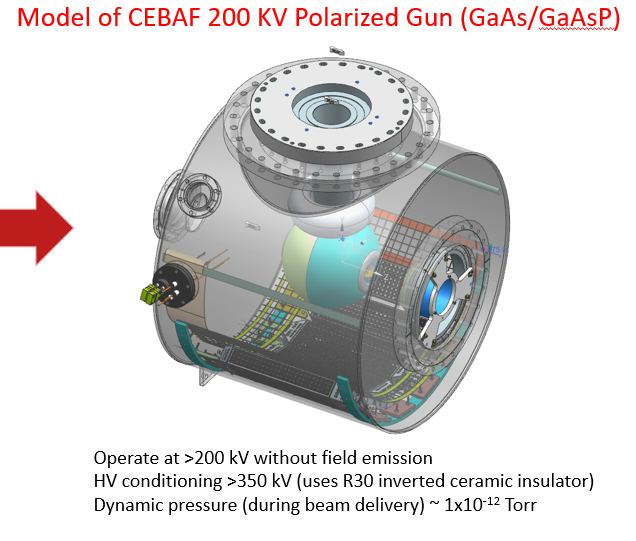 Model of CEBAF 200 KV Polarized Gun (GaAs/GaAsP)
Operate at >200 kV without field emission
HV conditioning >350 kV (uses R30 inverted ceramic insulator)
Dynamic pressure (during beam delivery) ~ 1x10⁻¹² Torr